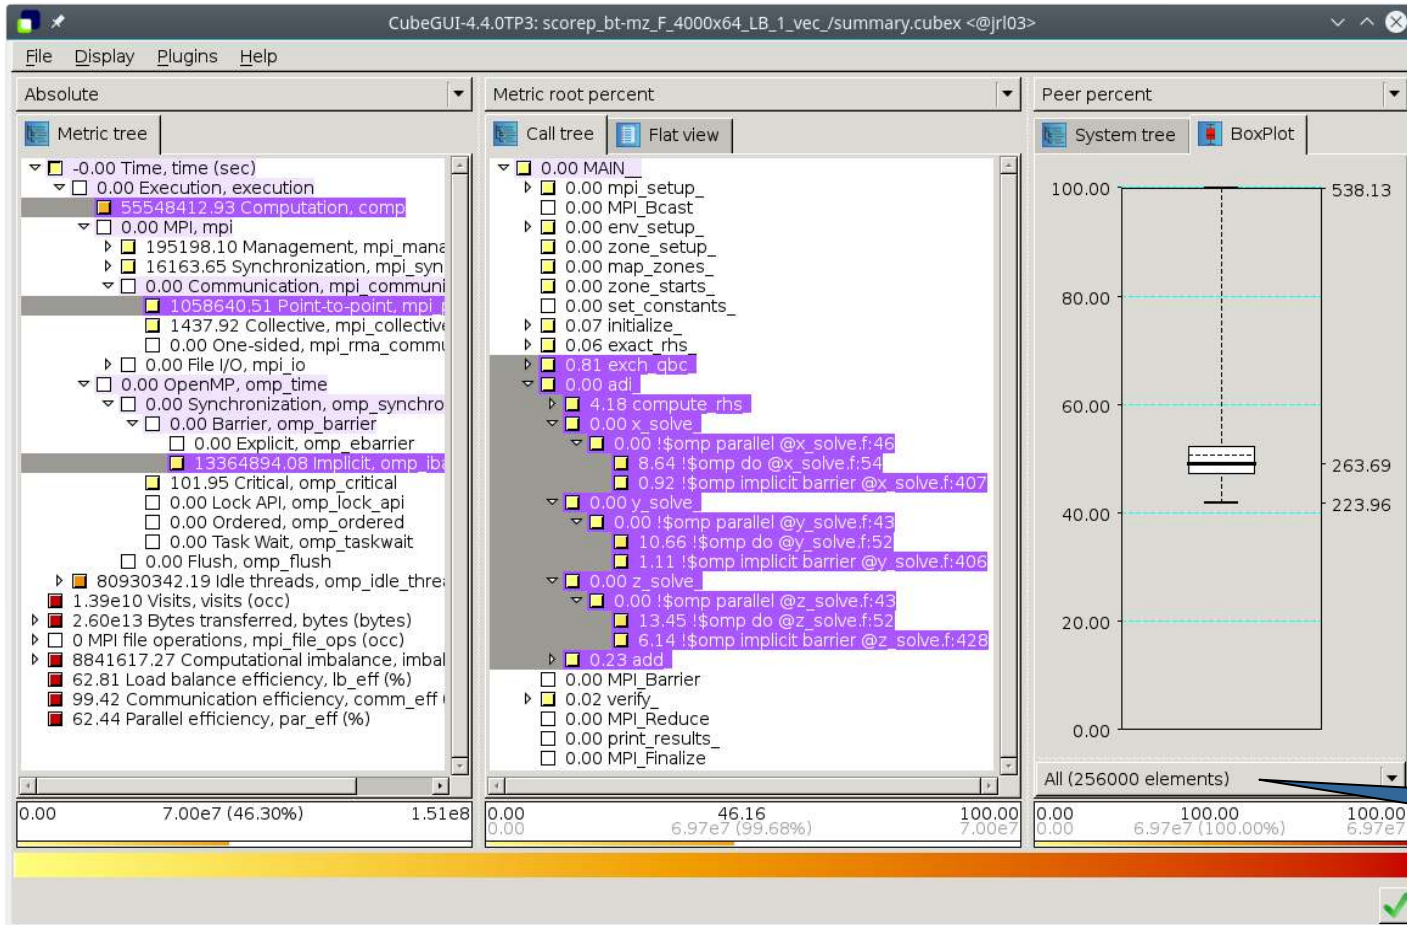 CubeGUI-4.4.0TP3: scorep_bt-mz_F_4000x64_LB_1_vec_/summary.cubex <@jrl03>
File Display Plugins Help
Absolute
Metric tree
-0.00 Time, time (sec)
0.00 Execution, execution
55548412.93 Computation, comp
0.00 MPI, mpi
195198.10 Management, mpi_mana
16163.65 Synchronization, mpi_syn
0.00 Communication, mpi_communi
1058640.51 Point-to-point, mpi_p
1437.92 Collective, mpi_collective
0.00 One-sided, mpi_rma_commu
0.00 File I/O, mpi_io
0.00 OpenMP, omp_time
0.00 Synchronization, omp_synchro
0.00 Barrier, omp_barrier
0.00 Explicit, omp_ebarrier
13364894.08 Implicit, omp_iba
101.95 Critical, omp_critical
0.00 Lock API, omp_lock_api
0.00 Ordered, omp_ordered
0.00 Task Wait, omp_taskwait
0.00 Flush, omp_flush
80930342.19 Idle threads, omp_idle_threa
1.39e10 Visits, visits (occ)
2.60e13 Bytes transferred, bytes (bytes)
0 MPI file operations, mpi_file_ops (occ)
8841617.27 Computational imbalance, imbal
62.81 Load balance efficiency, lb_eff (%)
99.42 Communication efficiency, comm_eff (
62.44 Parallel efficiency, par_eff (%)
0.00 7.00e7 (46.30%) 1.51e8
Metric root percent
Call tree Flat view
0.00 MAIN__
0.00 mpi_setup_
0.00 MPI_Bcast
0.00 env_setup_
0.00 zone_setup_
0.00 map_zones_
0.00 zone_starts_
0.00 set_constants_
0.07 initialize_
0.06 exact_rhs_
0.81 exch_qbc_
0.00 adi_
4.18 compute_rhs_
0.00 x_solve_
0.00 !$omp parallel @x_solve.f:46
8.64 !$omp do @x_solve.f:54
0.92 !$omp implicit barrier @x_solve.f:407
0.00 y_solve_
0.00 !$omp parallel @y_solve.f:43
10.66 !$omp do @y_solve.f:52
1.11 !$omp implicit barrier @y_solve.f:406
0.00 z_solve_
0.00 !$omp parallel @z_solve.f:43
13.45 !$omp do @z_solve.f:52
6.14 !$omp implicit barrier @z_solve.f:428
0.23 add_
0.00 MPI_Barrier
0.02 verify_
0.00 MPI_Reduce
0.00 print_results_
0.00 MPI_Finalize
0.00 46.16 100.00
0.00 6.97e7 (99.68%) 7.00e7
Peer percent
System tree BoxPlot
100.00 538.13
80.00
60.00
263.69
223.96
40.00
20.00
0.00
All (256000 elements)
0.00 100.00 100.00
0.00 6.97e7 (100.00%) 6.97e7